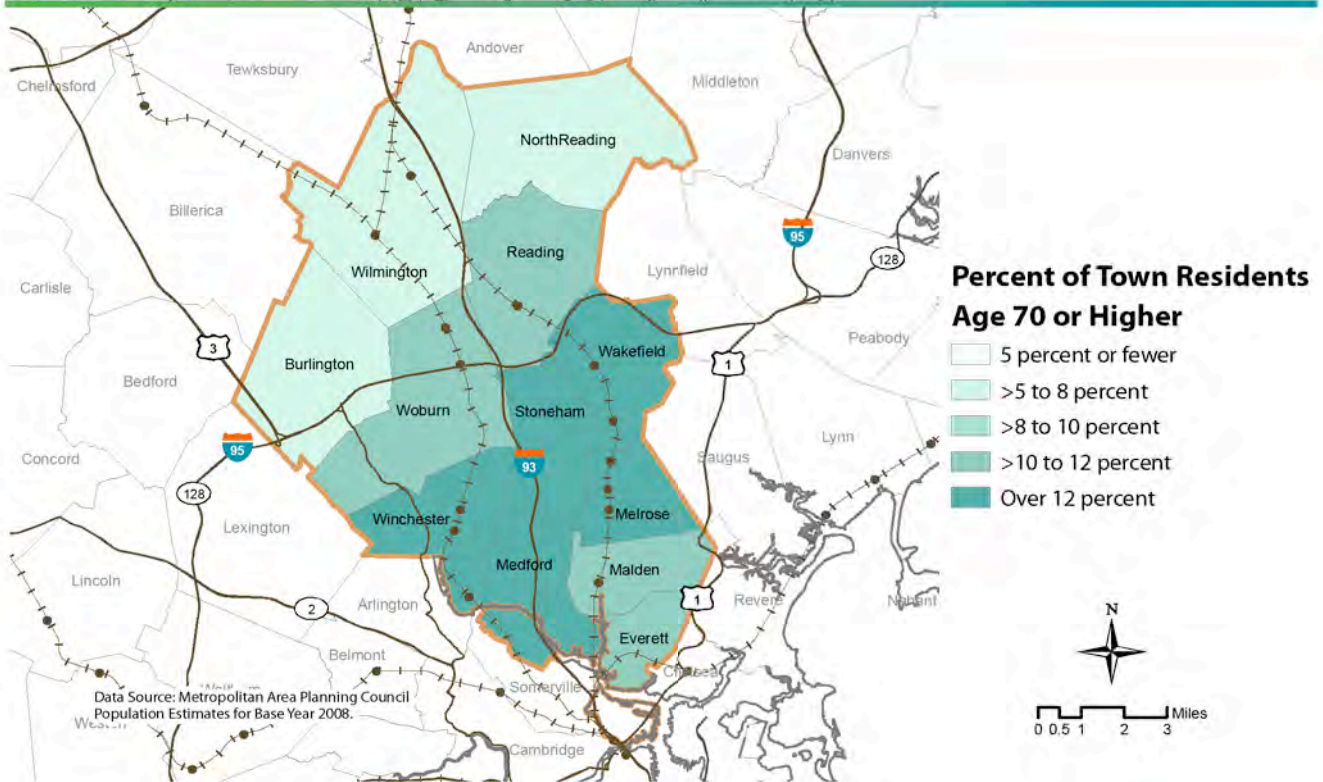 Andover
Tewksbury
Middleton
Chelmsford
NorthReading
Danvers
Billerica
95
Reading
128
Lynnfield
Wilmington
Carlisle
Peabody
3
Wakefield
1
Burlington
Bedford
Woburn
Stoneham
Lynn
95
Saugus
Concord
93
128
Winchester
Melrose
Lexington
Medford
Malden
Lincoln
2
Arlington
1
Revere
Nahant
Everett
Belmont
Chelsea
Somerville
Waltham
Weston
Cambridge
Data Source: Metropolitan Area Planning Council
Population Estimates for Base Year 2008.
Percent of Town Residents
Age 70 or Higher
5 percent or fewer
>5 to 8 percent
>8 to 10 percent
>10 to 12 percent
Over 12 percent
N
Miles
0 0.5 1 2 3